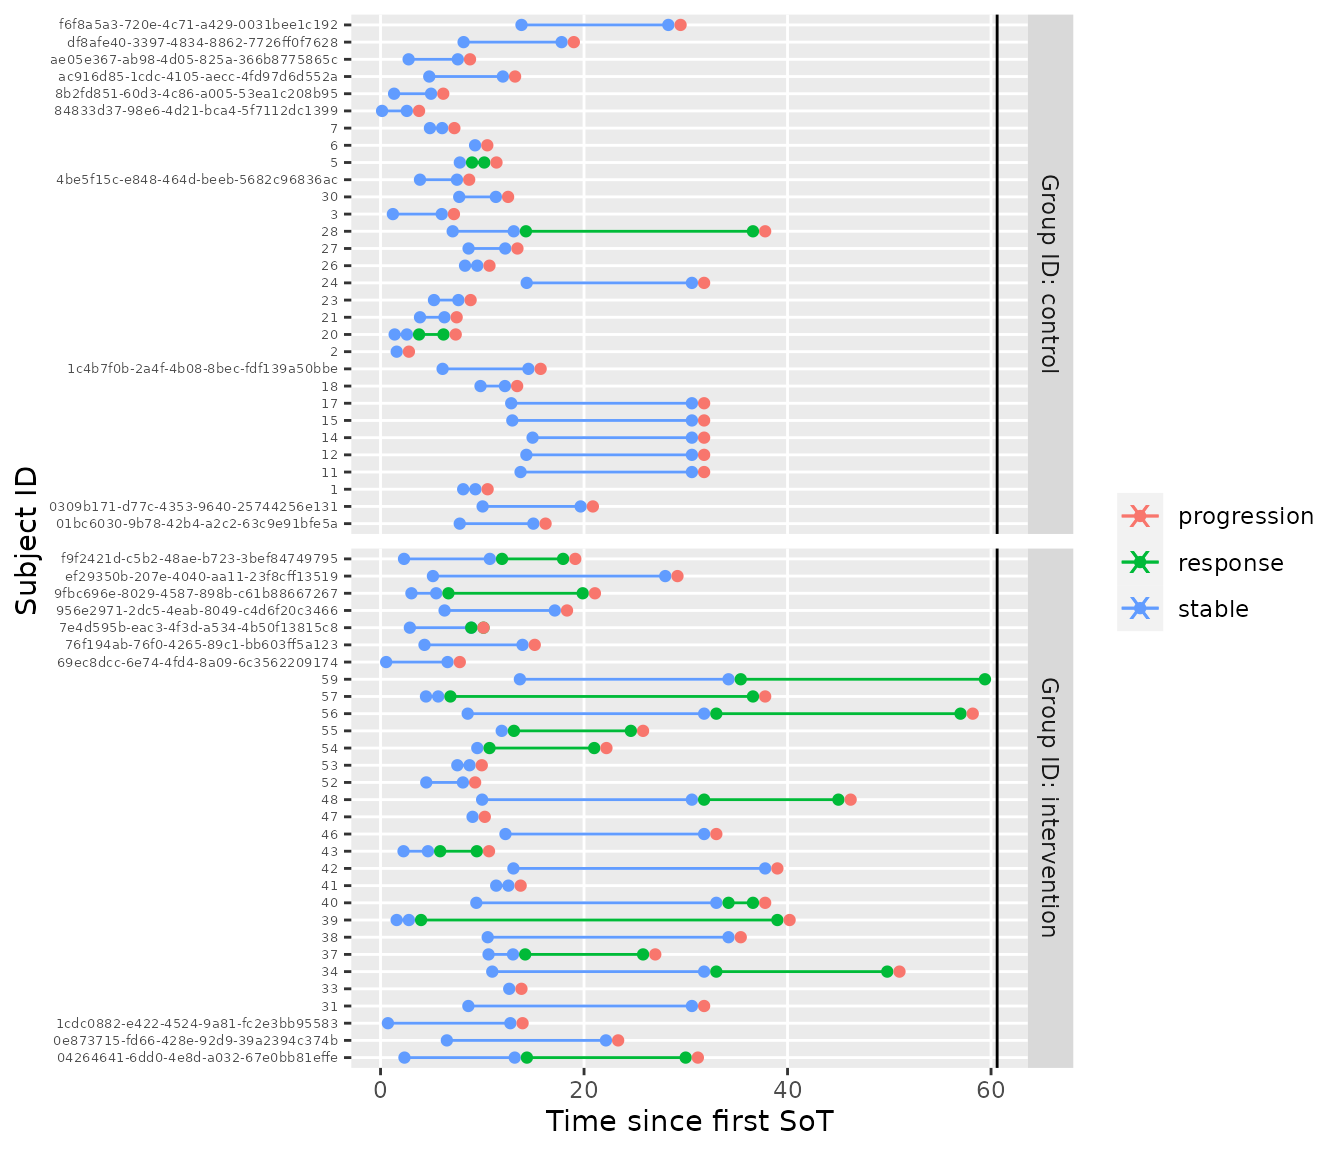 f6f8a5a3-720e-4c71-a429-0031bee1c192
df8afe40-3397-4834-8862-7726ff0f7628
ae05e367-ab98-4d05-825a-366b8775865c
ac916d85-1cdc-4105-aecc-4fd97d6d552a
8b2fd851-60d3-4c86-a005-53ea1c208b95
84833d37-98e6-4d21-bca4-5f7112dc1399
7
6
5
4be5f15c-e848-464d-beeb-5682c96836ac
30
3
28
27
26
24
23
21
20
2
1c4b7f0b-2a4f-4b08-8bec-fdf139a50bbe
18
17
15
14
12
11
1
0309b171-d77c-4353-9640-25744256e131
01bc6030-9b78-42b4-a2c2-63c9e91bfe5a
Group ID: control
f9f2421d-c5b2-48ae-b723-3bef84749795
ef29350b-207e-4040-aa11-23f8cff13519
9fbc696e-8029-4587-898b-c61b88667267
956e2971-2dc5-4eab-8049-c4d6f20c3466
7e4d595b-eac3-4f3d-a534-4b50f13815c8
76f194ab-76f0-4265-89c1-bb603ff5a123
69ec8dcc-6e74-4fd4-8a09-6c3562209174
59
57
56
55
54
53
52
48
47
46
43
42
41
40
39
38
37
34
33
31
1cdc0882-e422-4524-9a81-fc2e3bb95583
0e873715-fd66-428e-92d9-39a2394c374b
04264641-6dd0-4e8d-a032-67e0bb81effe
Group ID: intervention
Subject ID
0 20 40 60
Time since first SoT
progression
response
stable